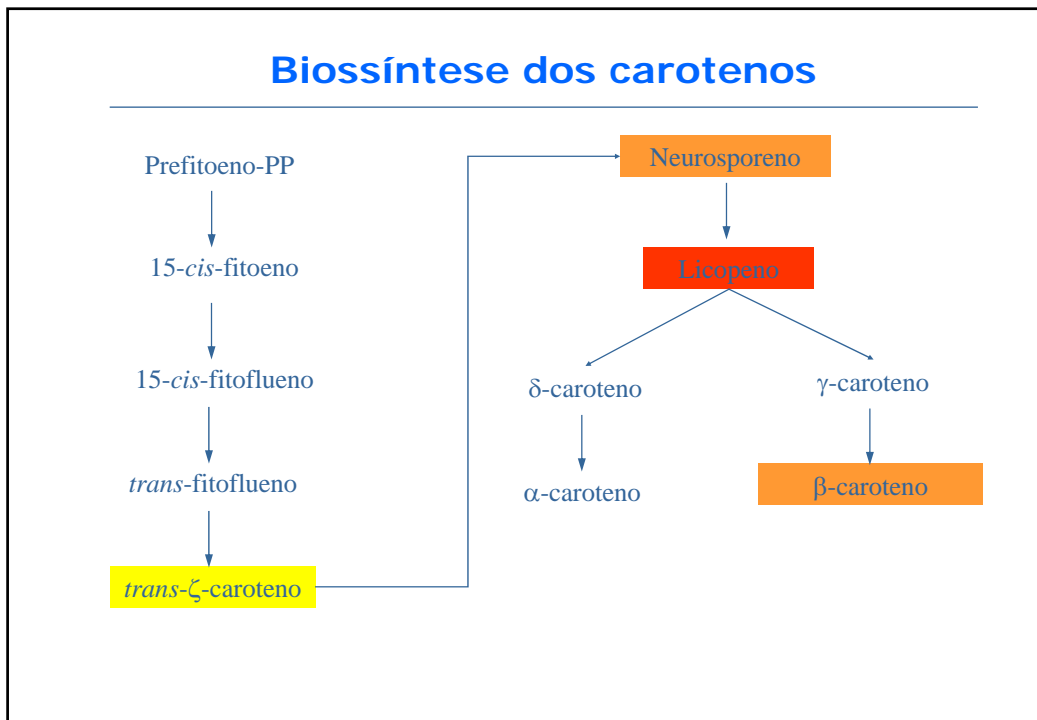 Biossíntese dos carotenos
Prefitoeno-PP
15-cis-fitoeno
15-cis-fitoflueno
trans-fitoflueno
trans-ζ-caroteno
Neurosporeno
Licopeno
δ-caroteno
γ-caroteno
α-caroteno
β-caroteno